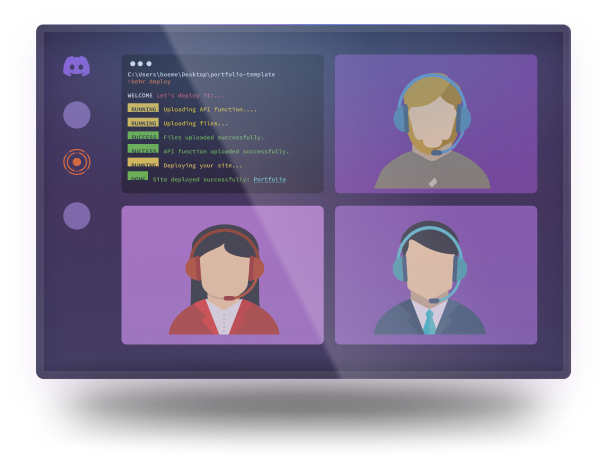 C:\Users\boeme\Desktop\portfolio-template
>bohr deploy
WELCOME Let's deploy it!...
RUNNING Uploading API function....
RUNNING Uploading files...
SUCCESS Files uploaded successfully.
SUCCESS API function uploaded successfully.
RUNNING Deploying your site...
DONE Site deployed successfully: Portfolio